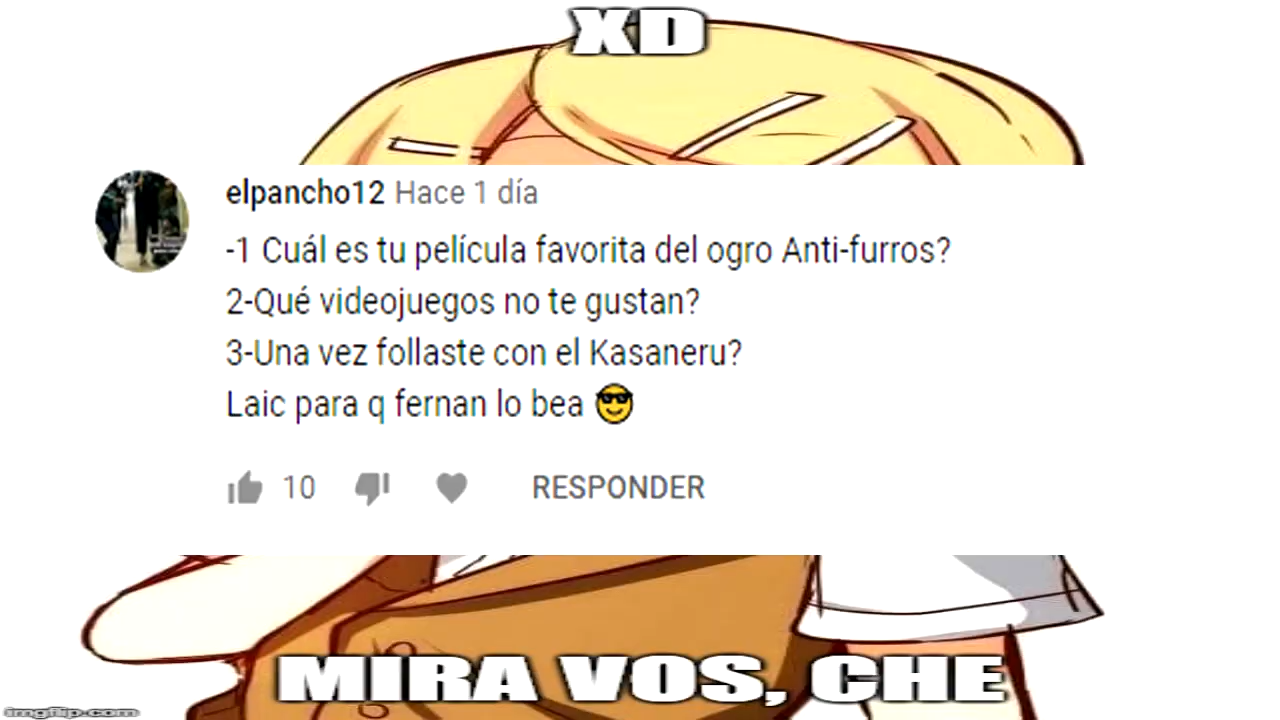 XD
elpancho12 Hace 1 día
-1 Cuál es tu película favorita del ogro Anti-furros?
2-Qué videojuegos no te gustan?
3-Una vez follaste con el Kasaneru?
Laic para q fernan lo bea 😎
10 RESPONDER
MIRA VOS, CHE
imgflip.com